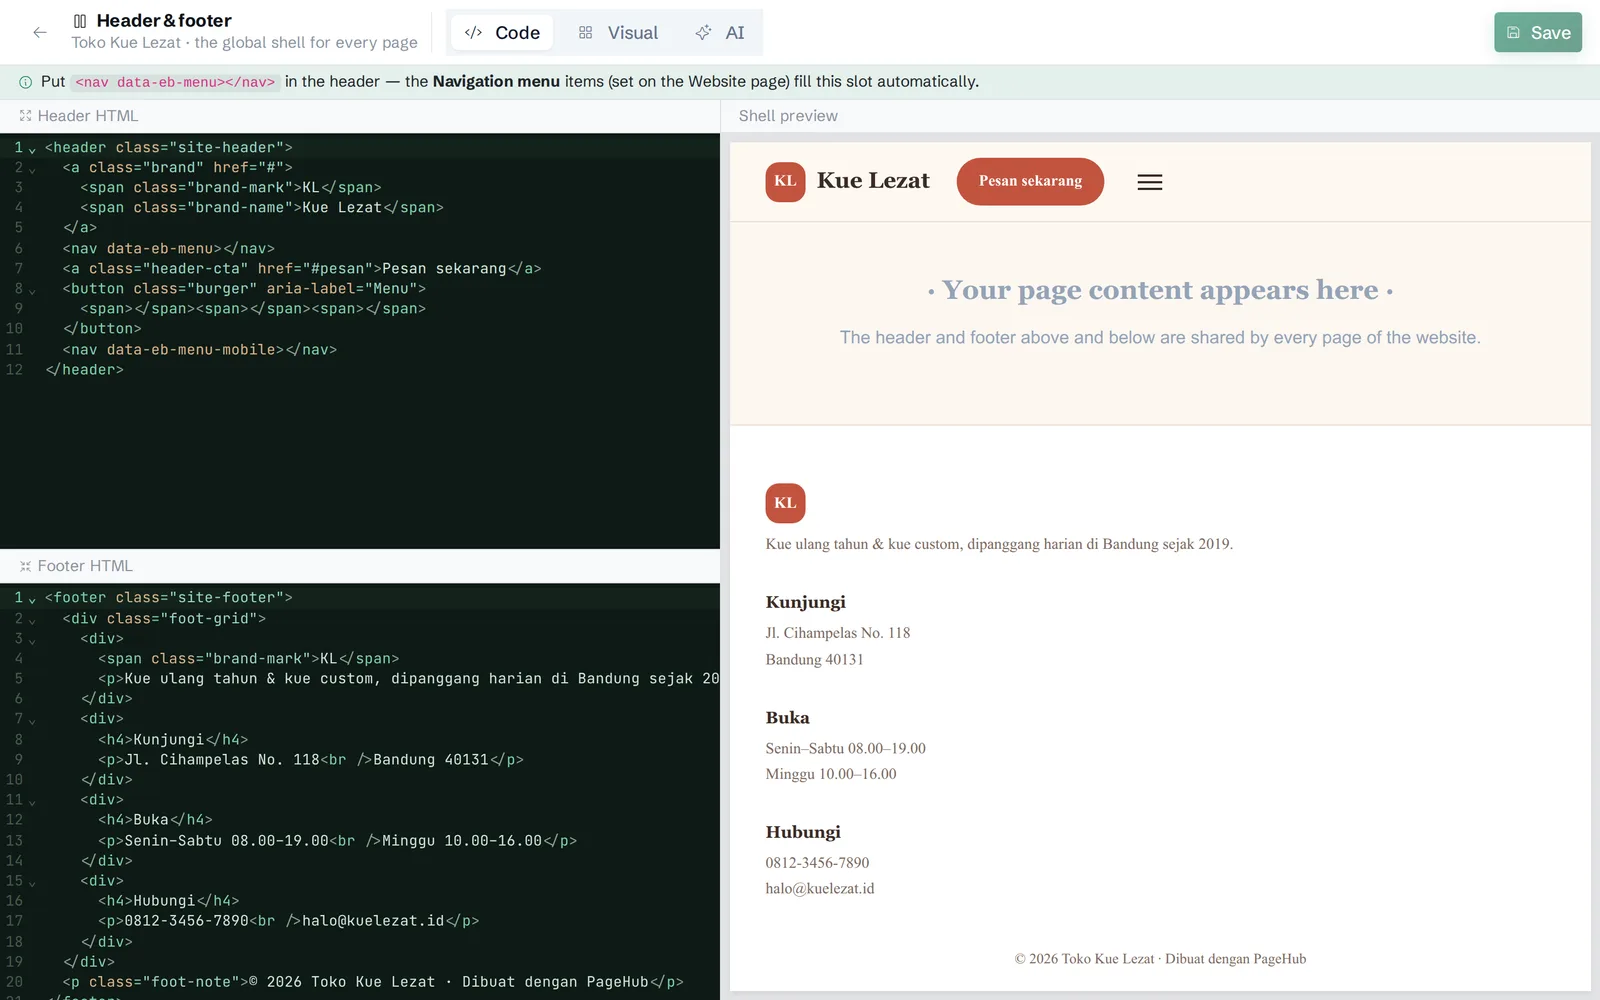 Header & footer
Toko Kue Lezat · the global shell for every page
</> Code
Visual
AI
Save
Put <nav data-eb-menu></nav> in the header — the Navigation menu items (set on the Website page) fill this slot automatically.
Header HTML
1 <header class="site-header">
2 <a class="brand" href="#">
3 <span class="brand-mark">KL</span>
4 <span class="brand-name">Kue Lezat</span>
5 </a>
6 <nav data-eb-menu></nav>
7 <a class="header-cta" href="#pesan">Pesan sekarang</a>
8 <button class="burger" aria-label="Menu">
9 <span></span><span></span><span></span>
10 </button>
11 <nav data-eb-menu-mobile></nav>
12 </header>
Footer HTML
1 <footer class="site-footer">
2 <div class="foot-grid">
3 <div>
4 <span class="brand-mark">KL</span>
5 <p>Kue ulang tahun & kue custom, dipanggang harian di Bandung sejak 20
6 </div>
7 <div>
8 <h4>Kunjungi</h4>
9 <p>Jl. Cihampelas No. 118<br />Bandung 40131</p>
10 </div>
11 <div>
12 <h4>Buka</h4>
13 <p>Senin–Sabtu 08.00–19.00<br />Minggu 10.00–16.00</p>
14 </div>
15 <div>
16 <h4>Hubungi</h4>
17 <p>0812-3456-7890<br />halo@kuelezat.id</p>
18 </div>
19 </div>
20 <p class="foot-note">© 2026 Toko Kue Lezat · Dibuat dengan PageHub</p>
21 </footer>
Shell preview
KL Kue Lezat
Pesan sekarang
· Your page content appears here ·
The header and footer above and below are shared by every page of the website.
KL
Kue ulang tahun & kue custom, dipanggang harian di Bandung sejak 2019.
Kunjungi
Jl. Cihampelas No. 118
Bandung 40131
Buka
Senin–Sabtu 08.00–19.00
Minggu 10.00–16.00
Hubungi
0812-3456-7890
halo@kuelezat.id
© 2026 Toko Kue Lezat · Dibuat dengan PageHub